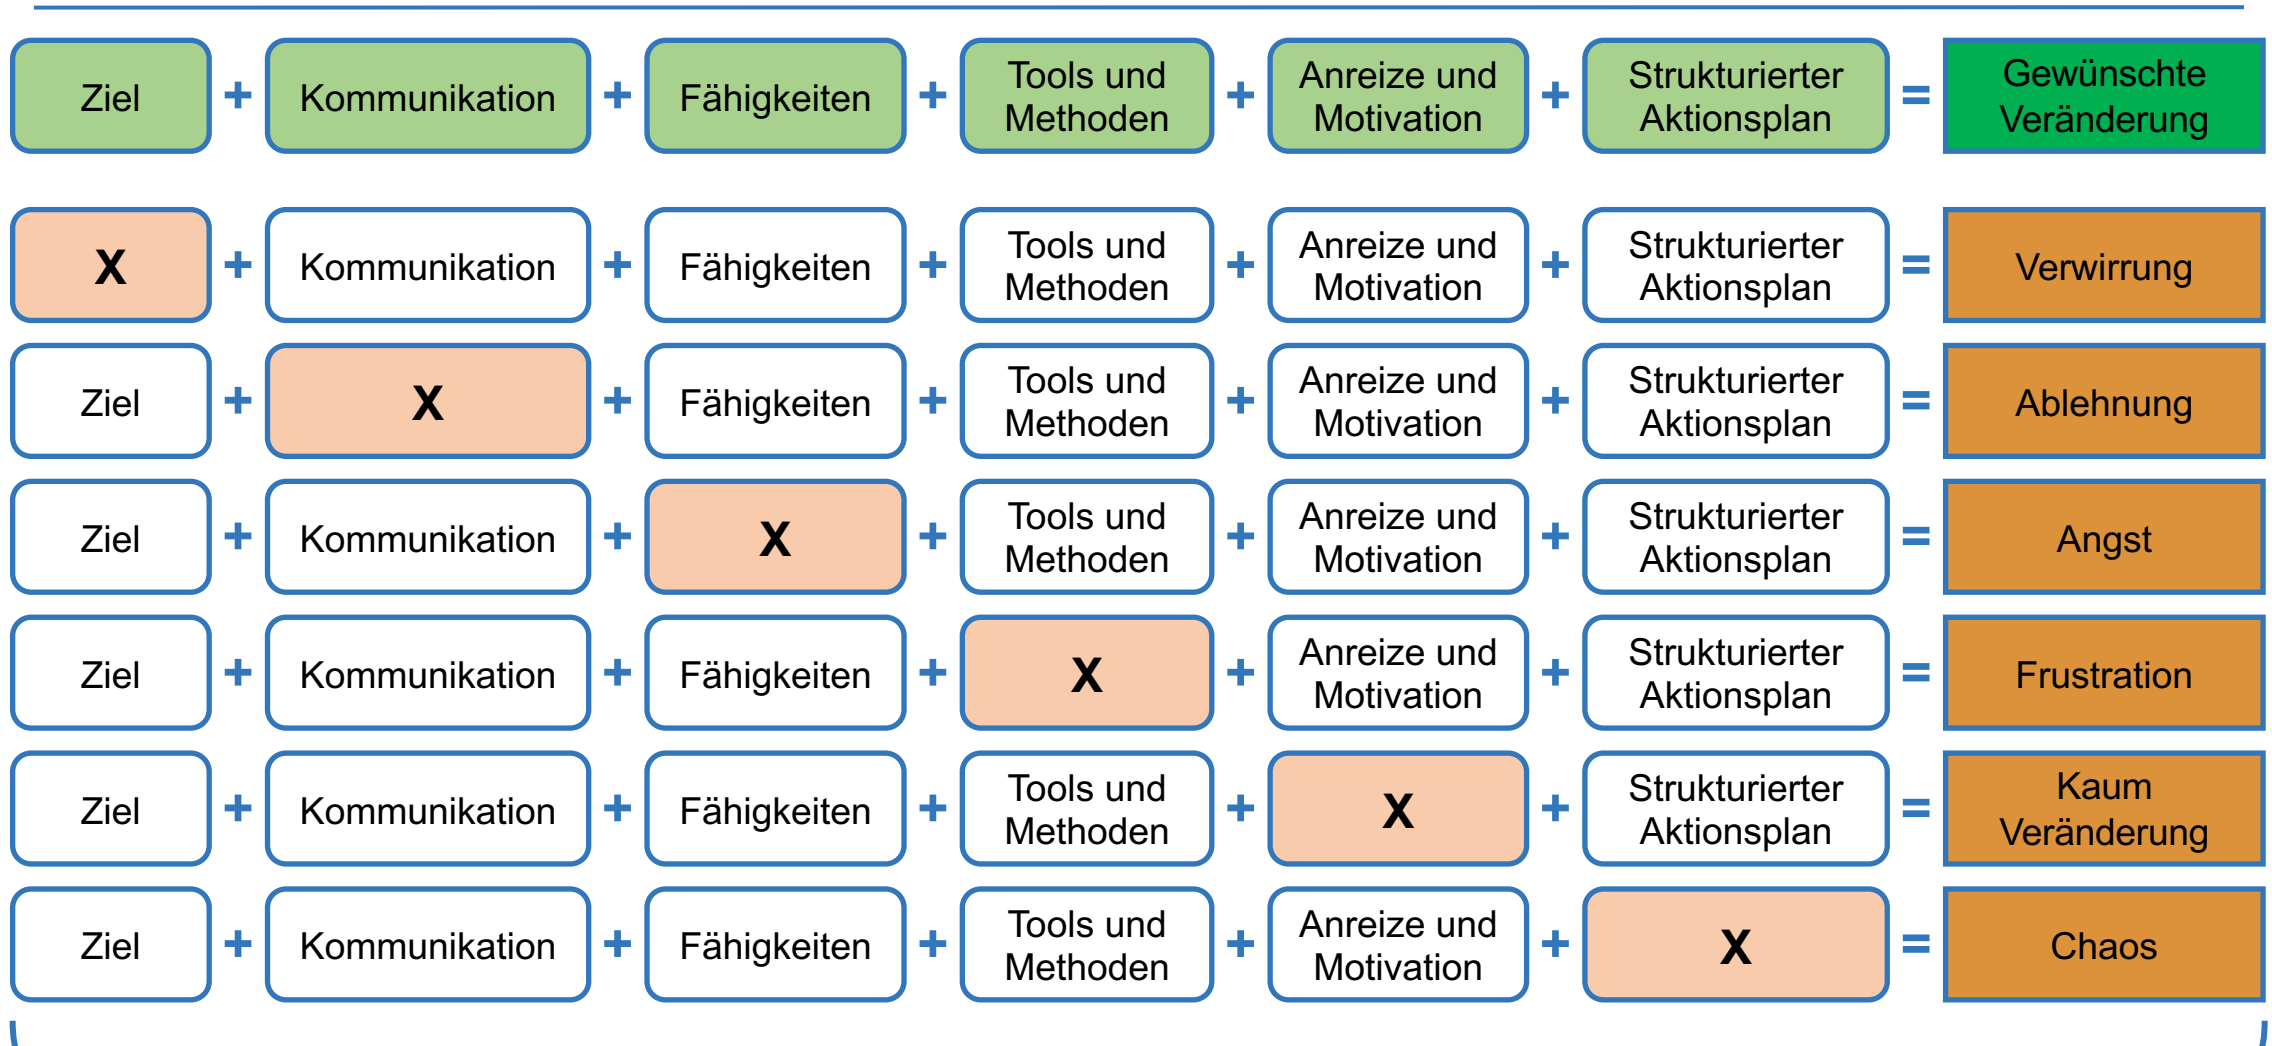 Ziel + Kommunikation + Fähigkeiten + Tools und Methoden + Anreize und Motivation + Strukturierter Aktionsplan = Gewünschte Veränderung
X + Kommunikation + Fähigkeiten + Tools und Methoden + Anreize und Motivation + Strukturierter Aktionsplan = Verwirrung
Ziel + X + Fähigkeiten + Tools und Methoden + Anreize und Motivation + Strukturierter Aktionsplan = Ablehnung
Ziel + Kommunikation + X + Tools und Methoden + Anreize und Motivation + Strukturierter Aktionsplan = Angst
Ziel + Kommunikation + Fähigkeiten + X + Anreize und Motivation + Strukturierter Aktionsplan = Frustration
Ziel + Kommunikation + Fähigkeiten + Tools und Methoden + X + Strukturierter Aktionsplan = Kaum Veränderung
Ziel + Kommunikation + Fähigkeiten + Tools und Methoden + Anreize und Motivation + X = Chaos